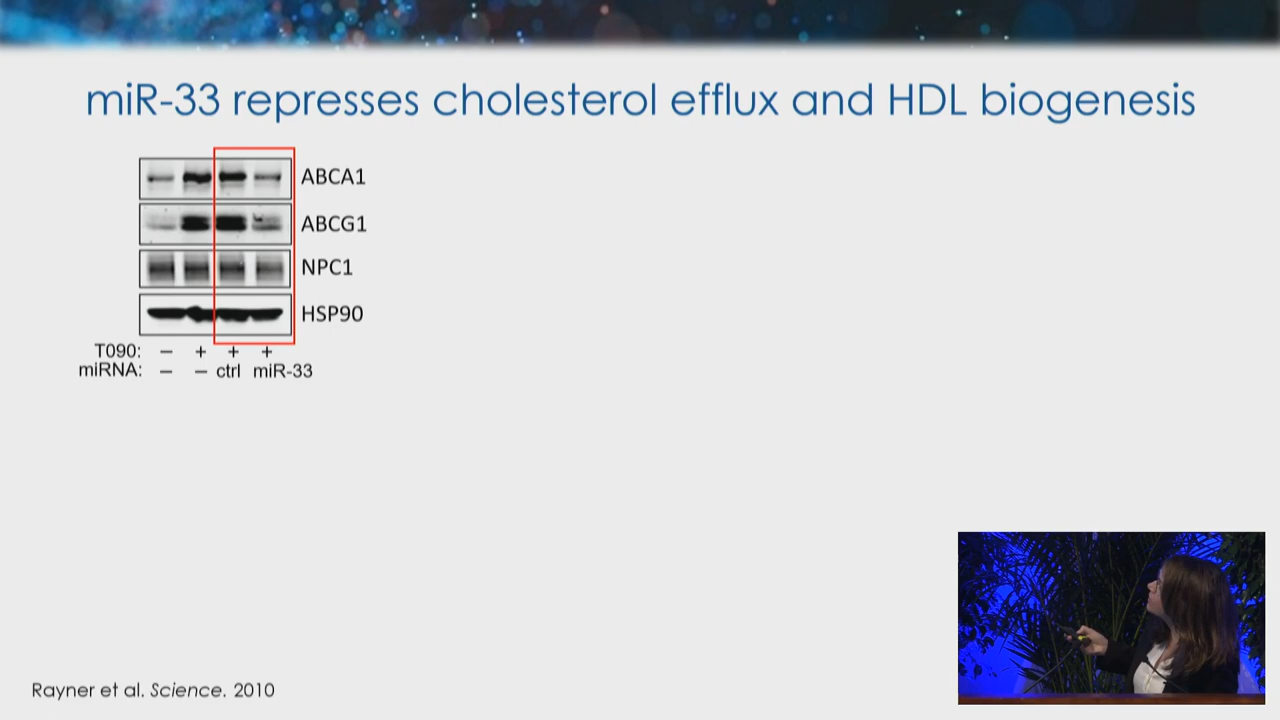 miR-33 represses cholesterol efflux and HDL biogenesis
ABCA1
ABCG1
NPC1
HSP90
T090: – + + +
miRNA: – – ctrl miR-33
Rayner et al. Science. 2010